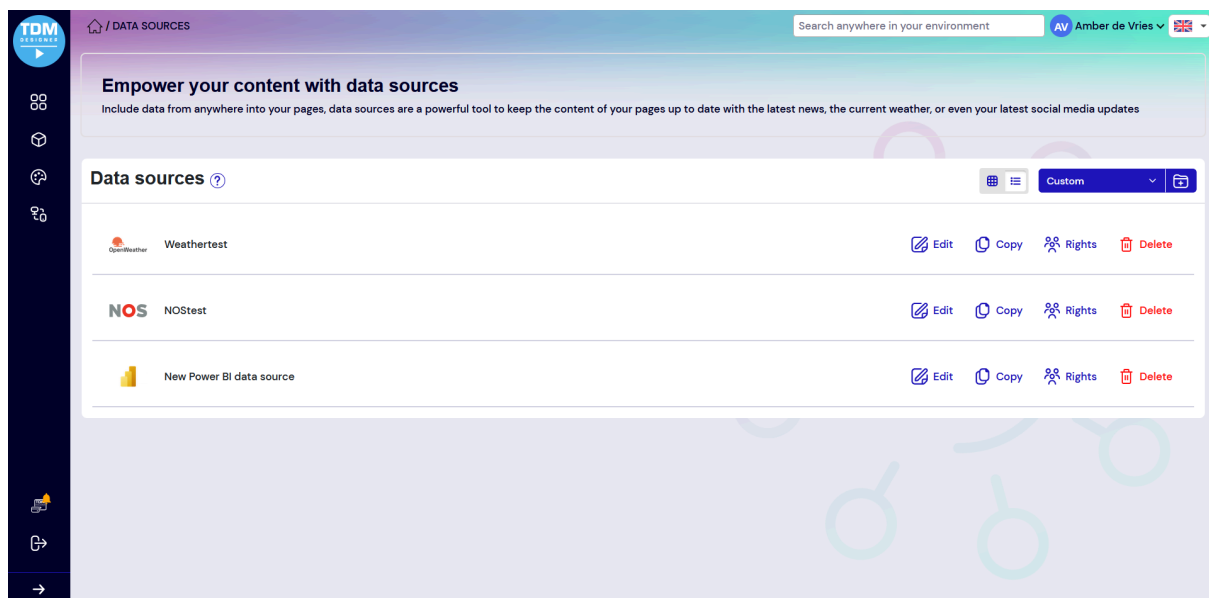 TDM
DESIGNER
/ DATA SOURCES
Search anywhere in your environment
AV Amber de Vries
Empower your content with data sources
Include data from anywhere into your pages, data sources are a powerful tool to keep the content of your pages up to date with the latest news, the current weather, or even your latest social media updates
Data sources ?
Custom
OpenWeather Weathertest Edit Copy Rights Delete
NOS NOStest Edit Copy Rights Delete
New Power BI data source Edit Copy Rights Delete